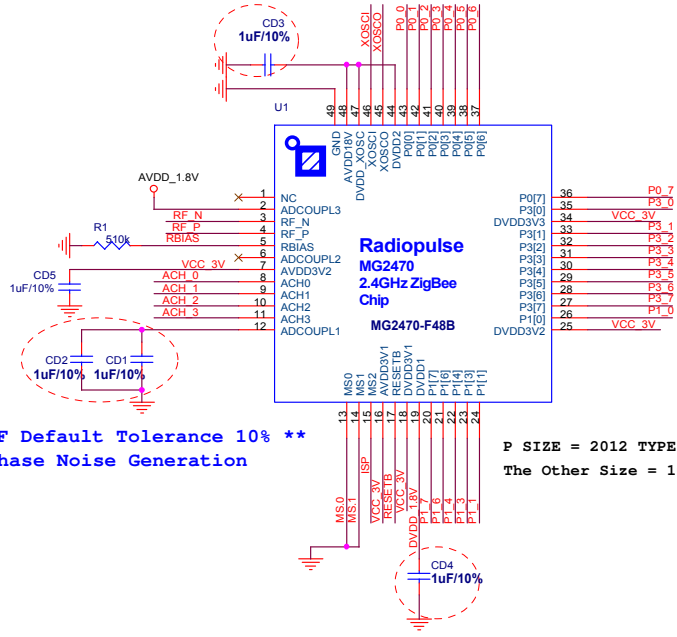 CD3
1uF/10%
XOSCI
XOSCO
P0_0
P0_1
P0_2
P0_3
P0_4
P0_5
P0_6
U1
49
48
47
46
45
44
43
42
41
40
39
38
37
GND
AVDD18V
DVDD_XOSC
XOSCI
XOSCO
DVDD2
P0[0]
P0[1]
P0[2]
P0[3]
P0[4]
P0[5]
P0[6]
AVDD_1.8V
1 NC
2 ADCOUPL3
RF_N 3 RF_N
RF_P 4 RF_P
R1
510k
RBIAS 5 RBIAS
6 ADCOUPL2
VCC_3V 7 AVDD3V2
CD5
1uF/10%
ACH_0 8 ACH0
ACH_1 9 ACH1
ACH_2 10 ACH2
ACH_3 11 ACH3
12 ADCOUPL1
CD2
1uF/10%
CD1
1uF/10%
Radiopulse
MG2470
2.4GHz ZigBee
Chip
MG2470-F48B
P0[7] 36 P0_7
P3[0] 35 P3_0
DVDD3V3 34 VCC_3V
P3[1] 33 P3_1
P3[2] 32 P3_2
P3[3] 31 P3_3
P3[4] 30 P3_4
P3[5] 29 P3_5
P3[6] 28 P3_6
P3[7] 27 P3_7
P1[0] 26 P1_0
DVDD3V2 25 VCC_3V
MS0
MS1
MS2
AVDD3V1
RESETB
DVDD3V1
DVDD1
P1[7]
P1[6]
P1[4]
P1[3]
P1[1]
13
14
15
16
17
18
19
20
21
22
23
24
MS.0
MS.1
ISP
VCC_3V
RESETB
VCC_3V
DVDD_1.8V
P1_7
P1_6
P1_4
P1_3
P1_1
F Default Tolerance 10% **
hase Noise Generation
P SIZE = 2012 TYPE
The Other Size = 1
CD4
1uF/10%